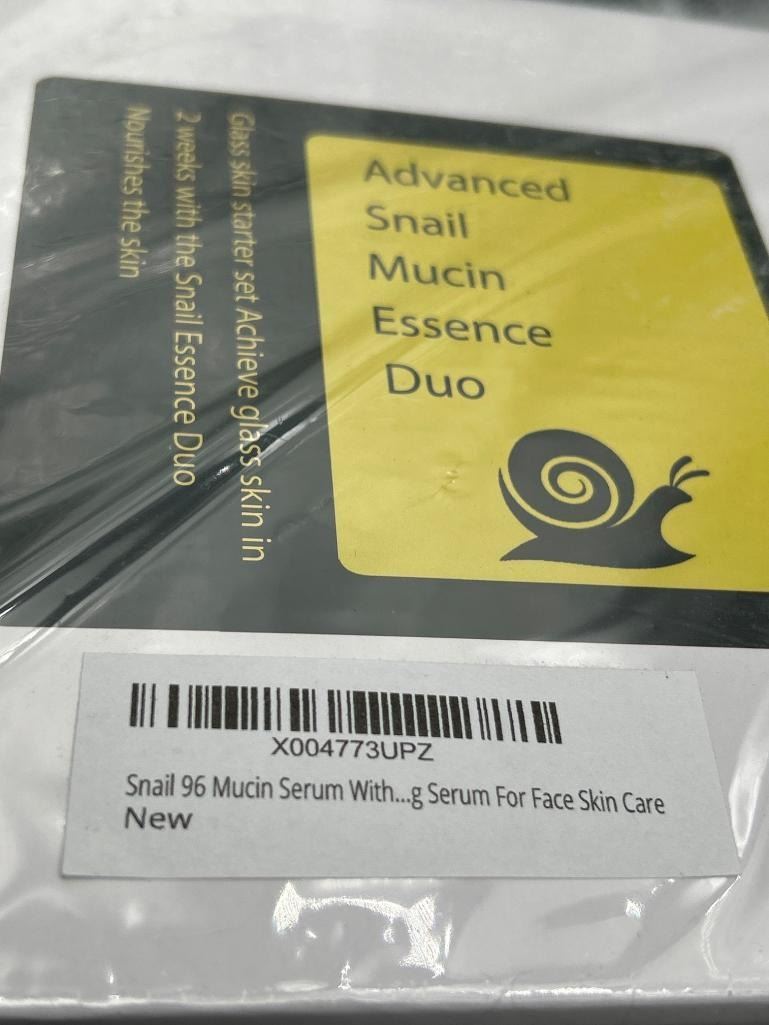 Advanced
Snail
Mucin
Essence
Duo
Glass skin starter set Achieve glass skin in
2 weeks with the Snail Essence Duo
Nourishes the skin
X004773UPZ
Snail 96 Mucin Serum With...g Serum For Face Skin Care
New